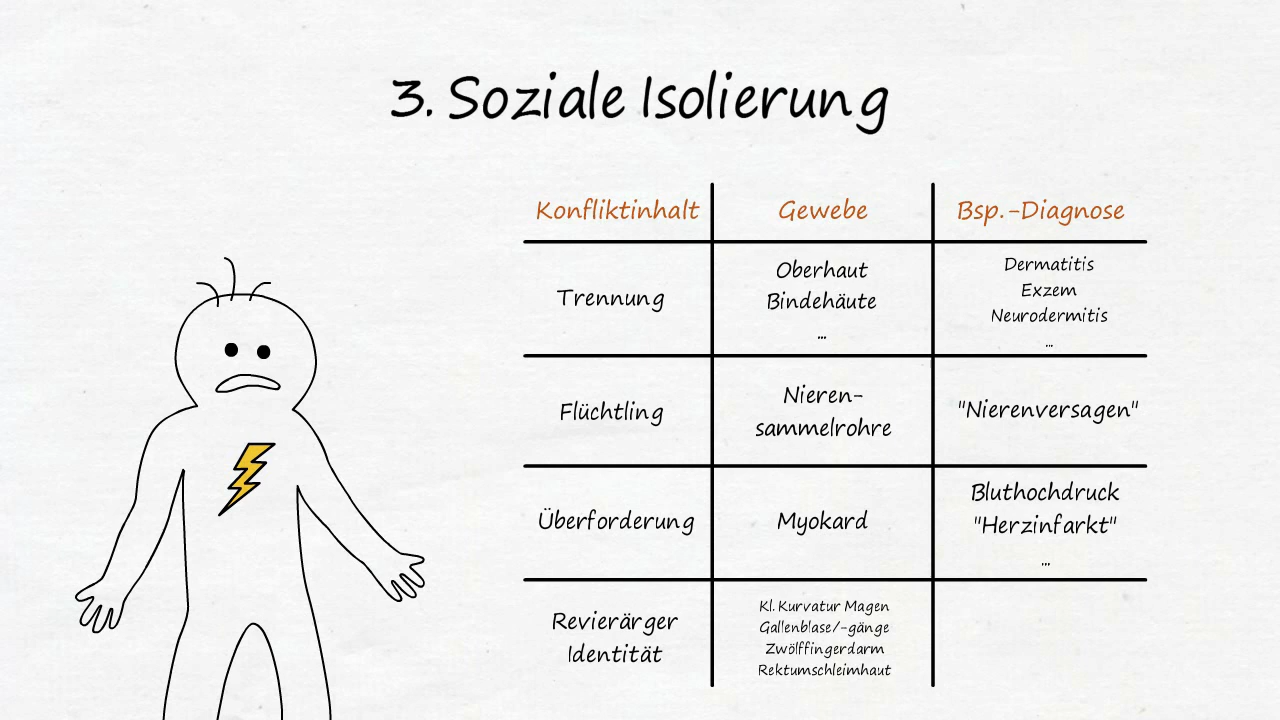 3. Soziale Isolierung
Konfliktinhalt Gewebe Bsp.-Diagnose
Trennung
Oberhaut
Bindehäute
...
Dermatitis
Exzem
Neurodermitis
...
Flüchtling
Nieren-
sammelrohre
"Nierenversagen"
Überforderung
Myokard
Bluthochdruck
"Herzinfarkt"
...
Revierärger
Identität
Kl. Kurvatur Magen
Gallenblase/-gänge
Zwölffingerdarm
Rektumschleimhaut